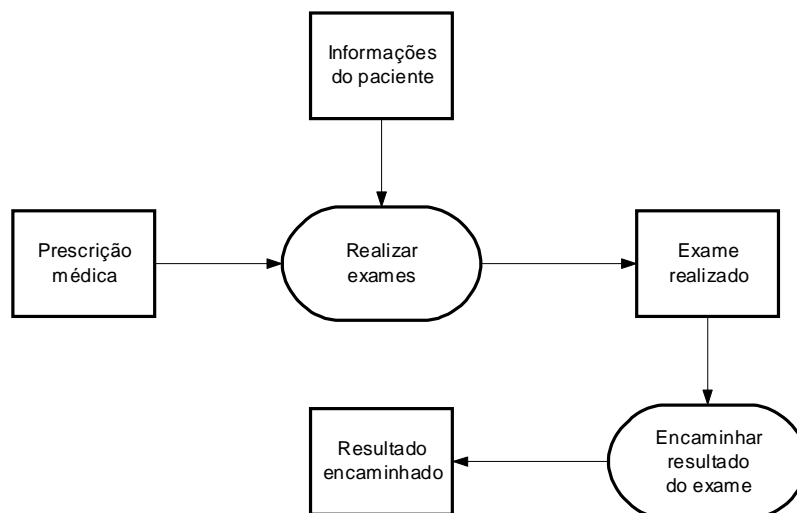 Informações
do paciente
Prescrição
médica
Realizar
exames
Exame
realizado
Resultado
encaminhado
Encaminhar
resultado
do exame